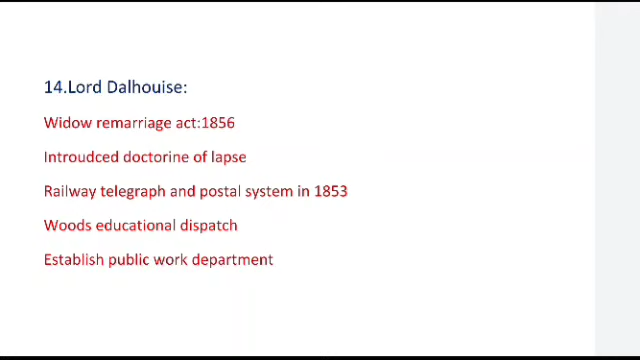 14.Lord Dalhouise:
Widow remarriage act:1856
Introudced doctorine of lapse
Railway telegraph and postal system in 1853
Woods educational dispatch
Establish public work department